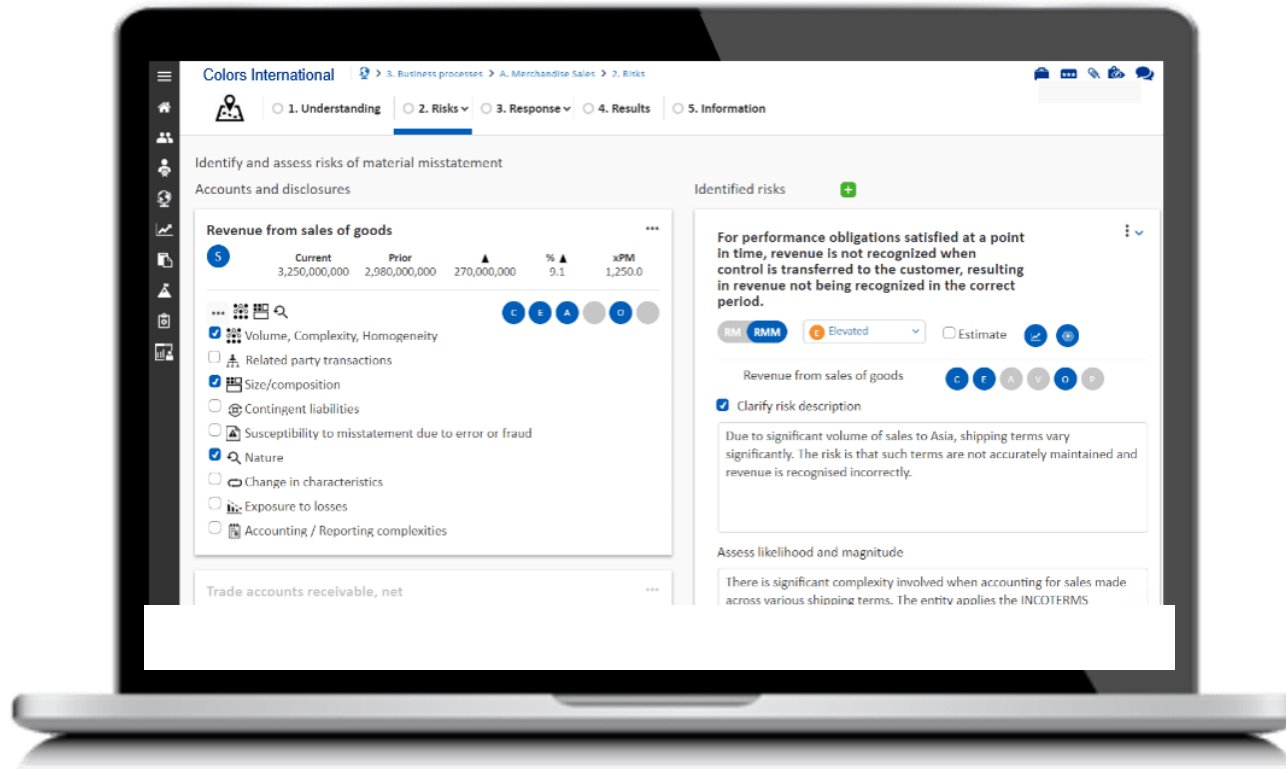 Colors International
3. Business processes > A. Merchandise Sales > 2. Risks
1. Understanding
2. Risks
3. Response
4. Results
5. Information
Identify and assess risks of material misstatement
Accounts and disclosures
Revenue from sales of goods
S
Current Prior ▲ % ▲ xPM
3,250,000,000 2,980,000,000 270,000,000 9.1 1,250.0
C E A O
Volume, Complexity, Homogeneity
Related party transactions
Size/composition
Contingent liabilities
Susceptibility to misstatement due to error or fraud
Nature
Change in characteristics
Exposure to losses
Accounting / Reporting complexities
Trade accounts receivable, net
Identified risks
For performance obligations satisfied at a point
in time, revenue is not recognized when
control is transferred to the customer, resulting
in revenue not being recognized in the correct
period.
RM RMM E Elevated Estimate
Revenue from sales of goods C E A V O P
Clarify risk description
Due to significant volume of sales to Asia, shipping terms vary
significantly. The risk is that such terms are not accurately maintained and
revenue is recognised incorrectly.
Assess likelihood and magnitude
There is significant complexity involved when accounting for sales made
across various shipping terms. The entity applies the INCOTERMS